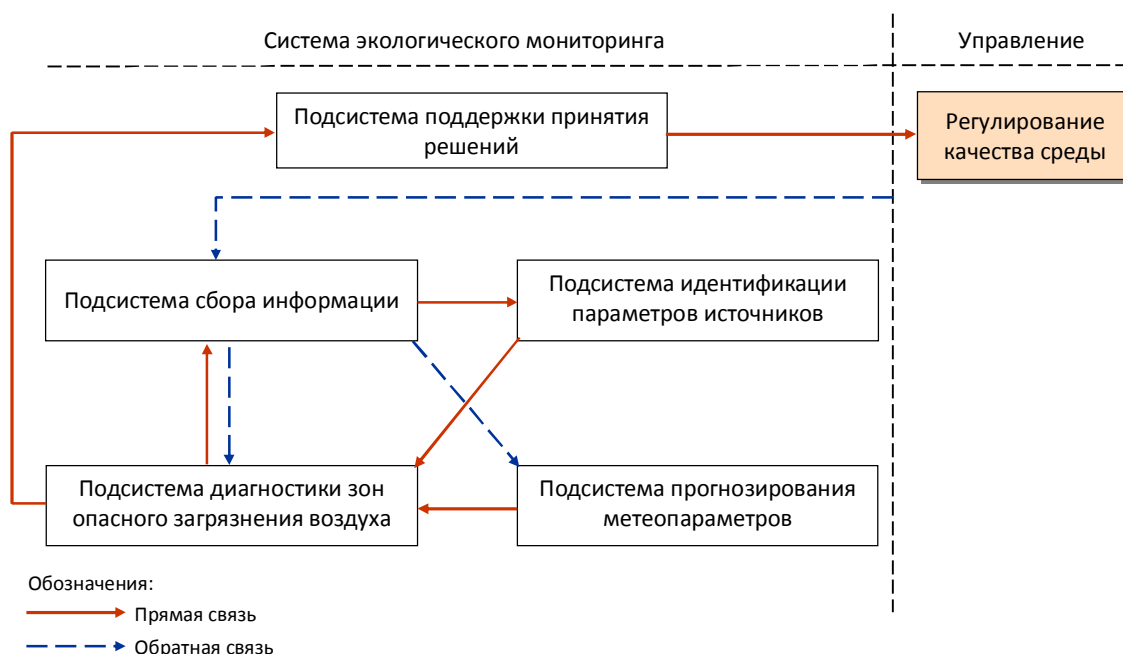 Система экологического мониторинга
Управление
Подсистема поддержки принятия
решений
Регулирование
качества среды
Подсистема сбора информации
Подсистема идентификации
параметров источников
Подсистема диагностики зон
опасного загрязнения воздуха
Подсистема прогнозирования
метеопараметров
Обозначения:
Прямая связь
Обратная связь